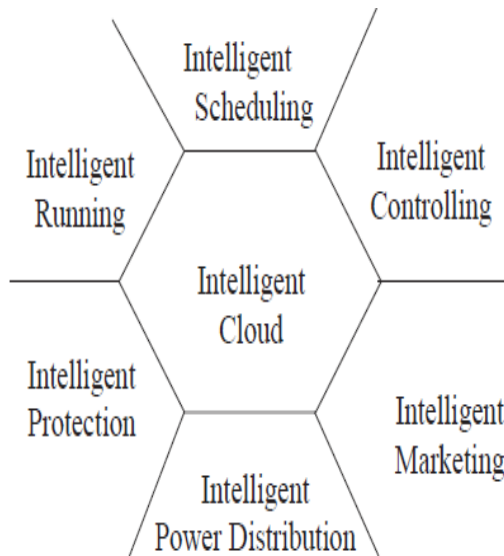 Intelligent
Scheduling
Intelligent
Running
Intelligent
Controlling
Intelligent
Cloud
Intelligent
Protection
Intelligent
Marketing
Intelligent
Power Distribution